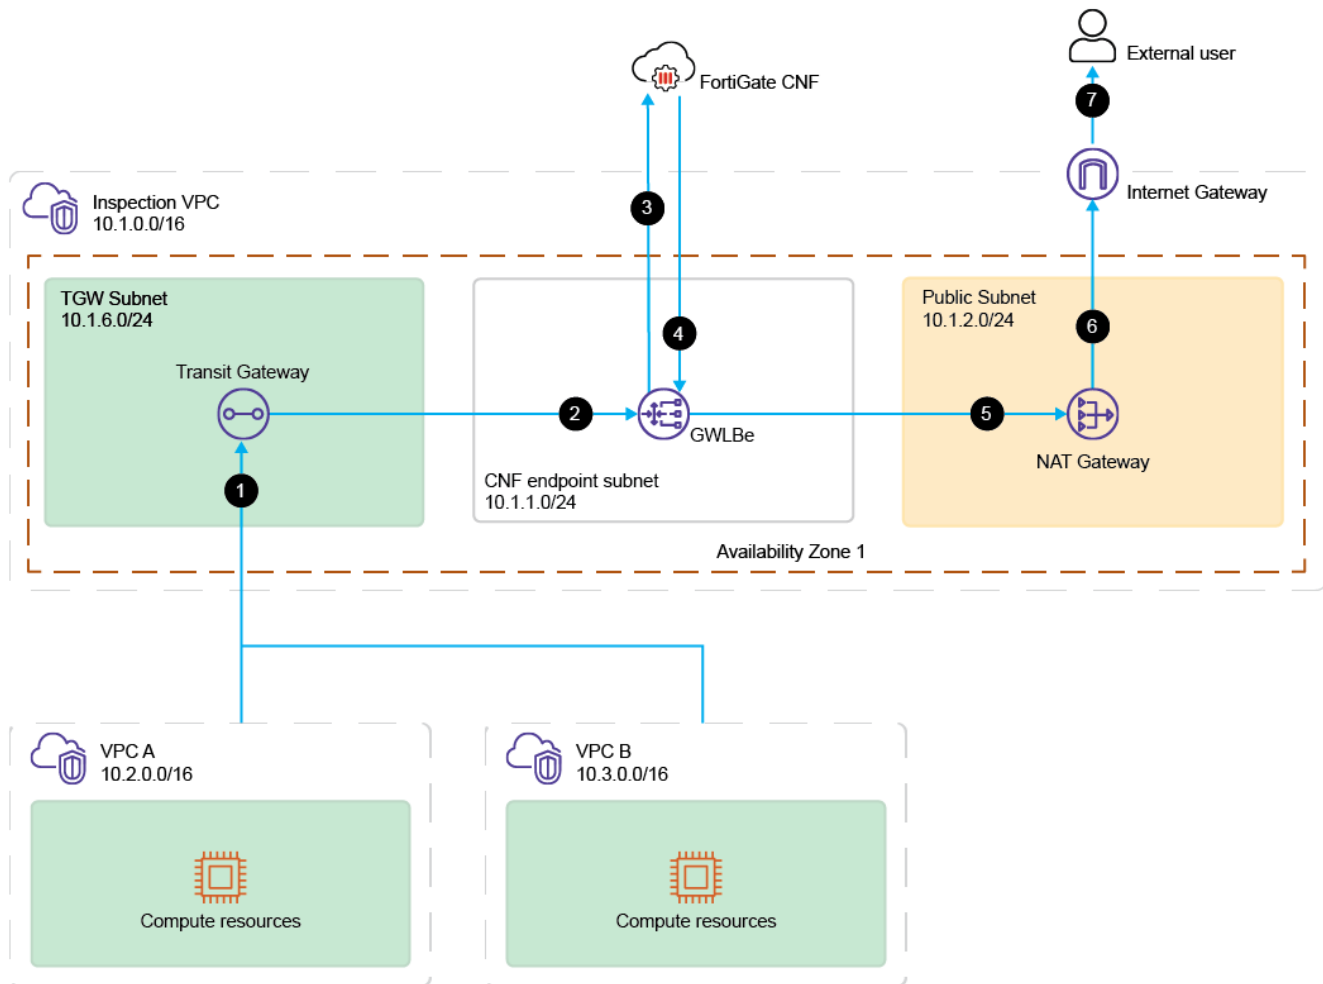 External user
FortiGate CNF
7
Internet Gateway
Inspection VPC
10.1.0.0/16
3
TGW Subnet
10.1.6.0/24
Public Subnet
10.1.2.0/24
4
6
Transit Gateway
2
5
GWLBe
NAT Gateway
CNF endpoint subnet
10.1.1.0/24
1
Availability Zone 1
VPC A
10.2.0.0/16
VPC B
10.3.0.0/16
Compute resources
Compute resources